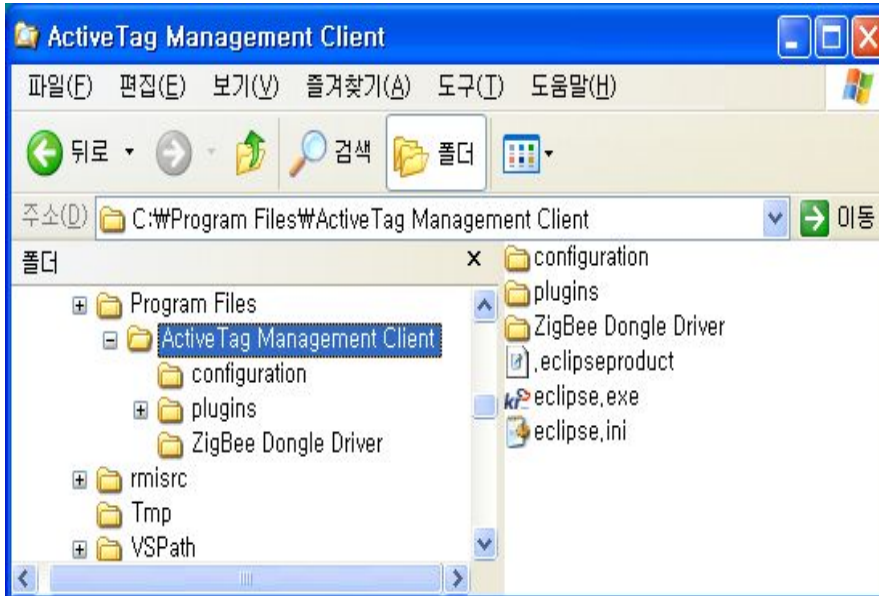 ActiveTag Management Client
파일(F) 편집(E) 보기(V) 즐겨찾기(A) 도구(T) 도움말(H)
뒤로 검색 폴더
주소(D) C:₩Program Files₩ActiveTag Management Client 이동
폴더 x
Program Files
ActiveTag Management Client
configuration
plugins
ZigBee Dongle Driver
rmisrc
Tmp
VSPath
configuration
plugins
ZigBee Dongle Driver
.eclipseproduct
eclipse.exe
eclipse.ini